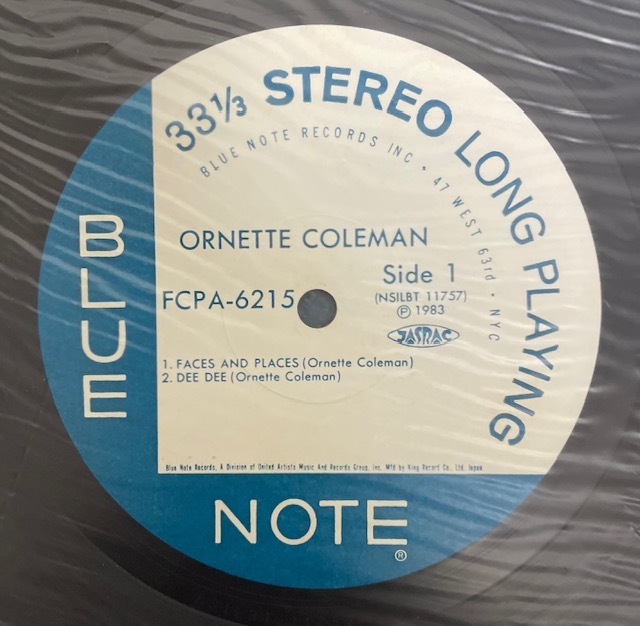 33⅓ STEREO LONG PLAYING
BLUE NOTE RECORDS INC • 47 WEST 63rd • NYC
ORNETTE COLEMAN
Side 1
FCPA-6215
(NSILBT 11757)
Ⓟ 1983
JASRAC
1. FACES AND PLACES (Ornette Coleman)
2. DEE DEE (Ornette Coleman)
Blue Note Records, A Division of United Artists Music And Records Group, Inc. Mfd by King Record Co., Ltd. Japan
BLUE
NOTE®